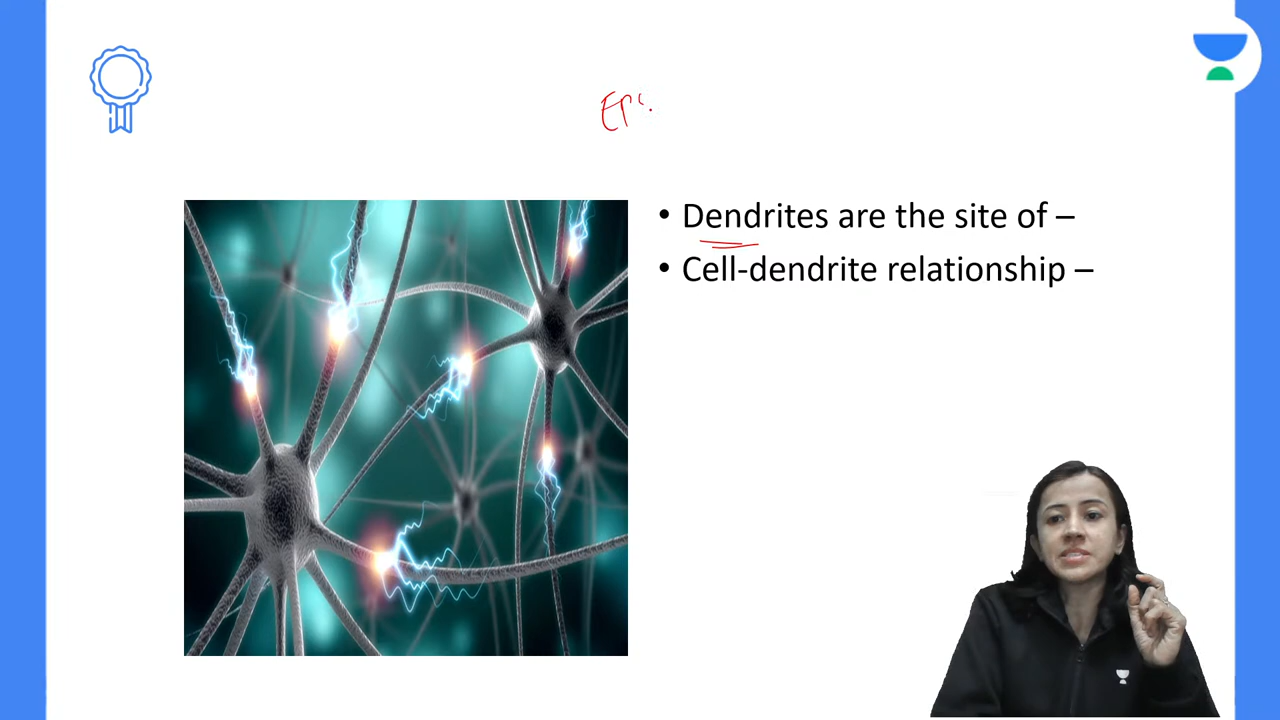 • Dendrites are the site of –
• Cell-dendrite relationship –